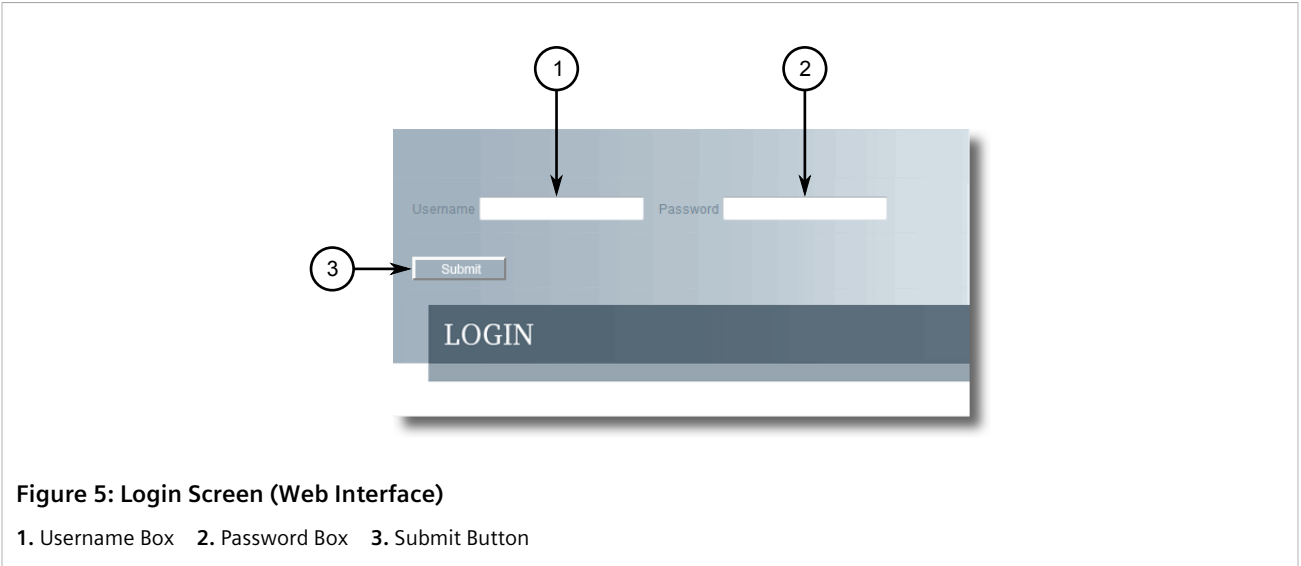 1 2
Username Password
3 Submit
LOGIN
Figure 5: Login Screen (Web Interface)
1. Username Box 2. Password Box 3. Submit Button